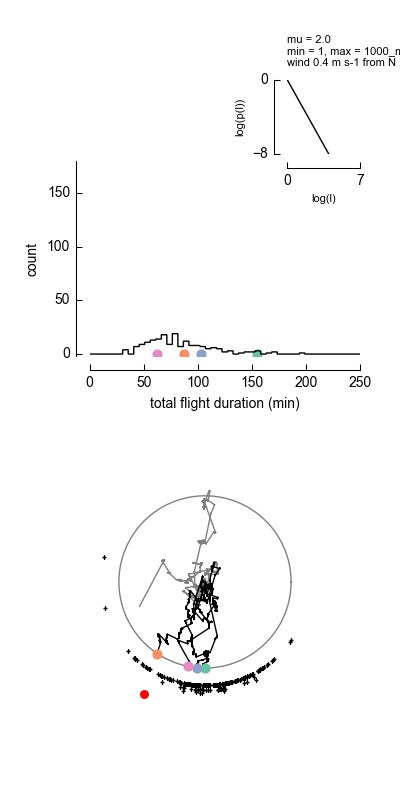 mu = 2.0
min = 1, max = 1000_m
wind 0.4 m s-1 from N
0
log(p(l))
−8
0
7
log(l)
150
100
count
50
0
0
50
100
150
200
250
total flight duration (min)